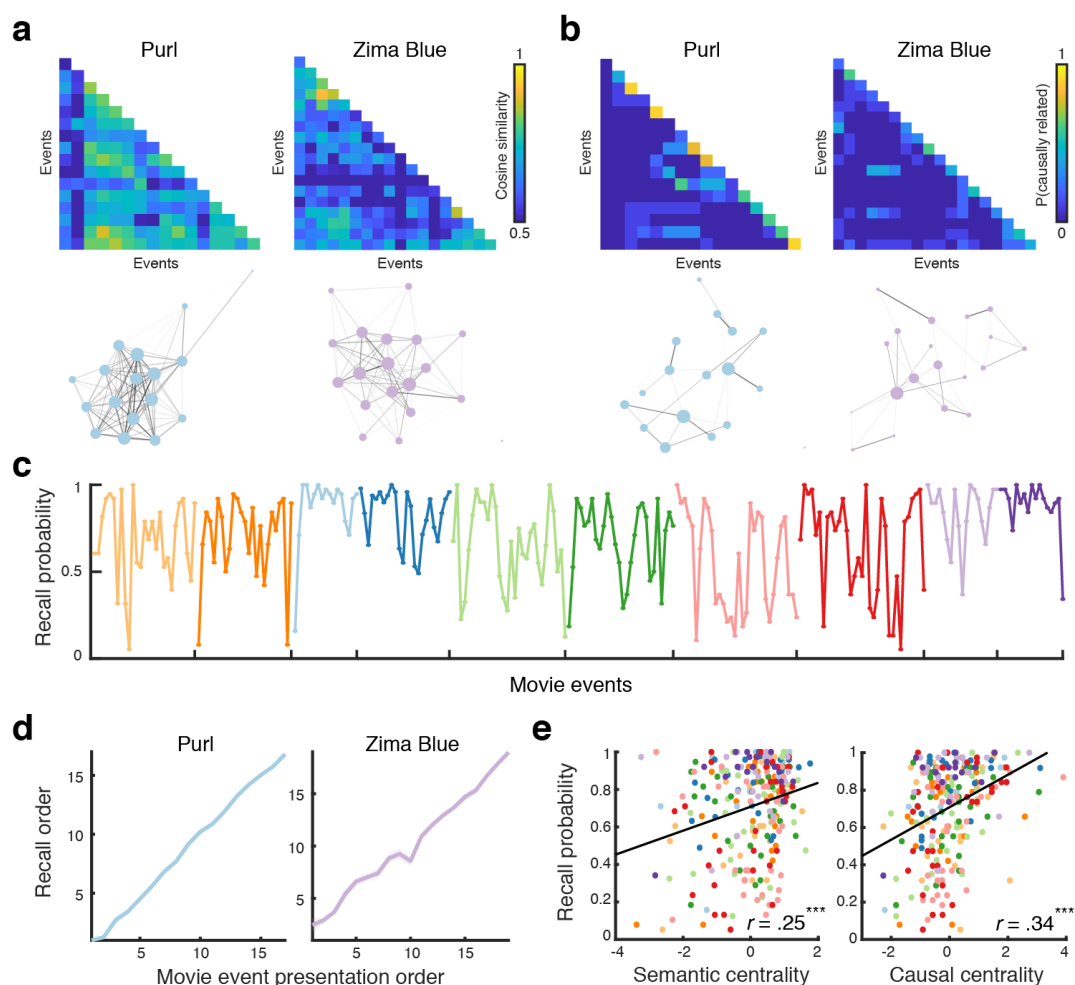 a
b
Purl
Zima Blue
Purl
Zima Blue
1
1
Events
Events
Cosine similarity
Events
Events
P(causally related)
0.5
0
Events
Events
Events
Events
c
Recall probability
1
0.5
0
Movie events
d
e
Purl
Zima Blue
Recall order
15
10
5
15
10
5
5
10
15
5
10
15
Movie event presentation order
Recall probability
1
0.8
0.6
0.4
0.2
0
1
0.8
0.6
0.4
0.2
0
r = .25***
r = .34***
-4
-2
0
2
-2
0
2
4
Semantic centrality
Causal centrality